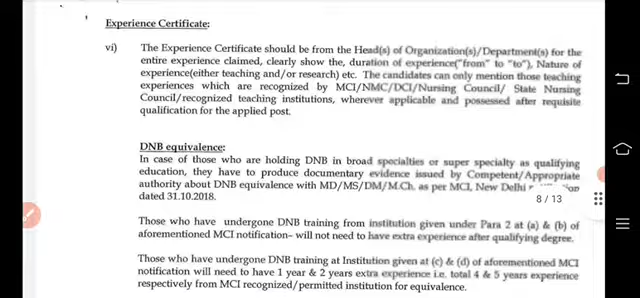 Experience Certificate:
vi) The Experience Certificate should be from the Head(s) of Organization(s)/Department(s) for the
entire experience claimed, clearly show the, duration of experience("from" to "to"), Nature of
experience(either teaching and/or research) etc. The candidates can only mention those teaching
experiences which are recognized by MCI/NMC/DCI/Nursing Council/ State Nursing
Council/recognized teaching institutions, wherever applicable and possessed after requisite
qualification for the applied post.
DNB equivalence:
In case of those who are holding DNB in broad specialties or super specialty as qualifying
education, they have to produce documentary evidence issued by Competent/Appropriate
authority about DNB equivalence with MD/MS/DM/M.Ch. as per MCI, New Delhi
dated 31.10.2018.
8 / 13
Those who have undergone DNB training from institution given under Para 2 at (a) & (b) of
aforementioned MCI notification– will not need to have extra experience after qualifying degree.
Those who have undergone DNB training at Institution given at (c) & (d) of aforementioned MCI
notification will need to have 1 year & 2 years extra experience i.e. total 4 & 5 years experience
respectively from MCI recognized/permitted institution for equivalence.